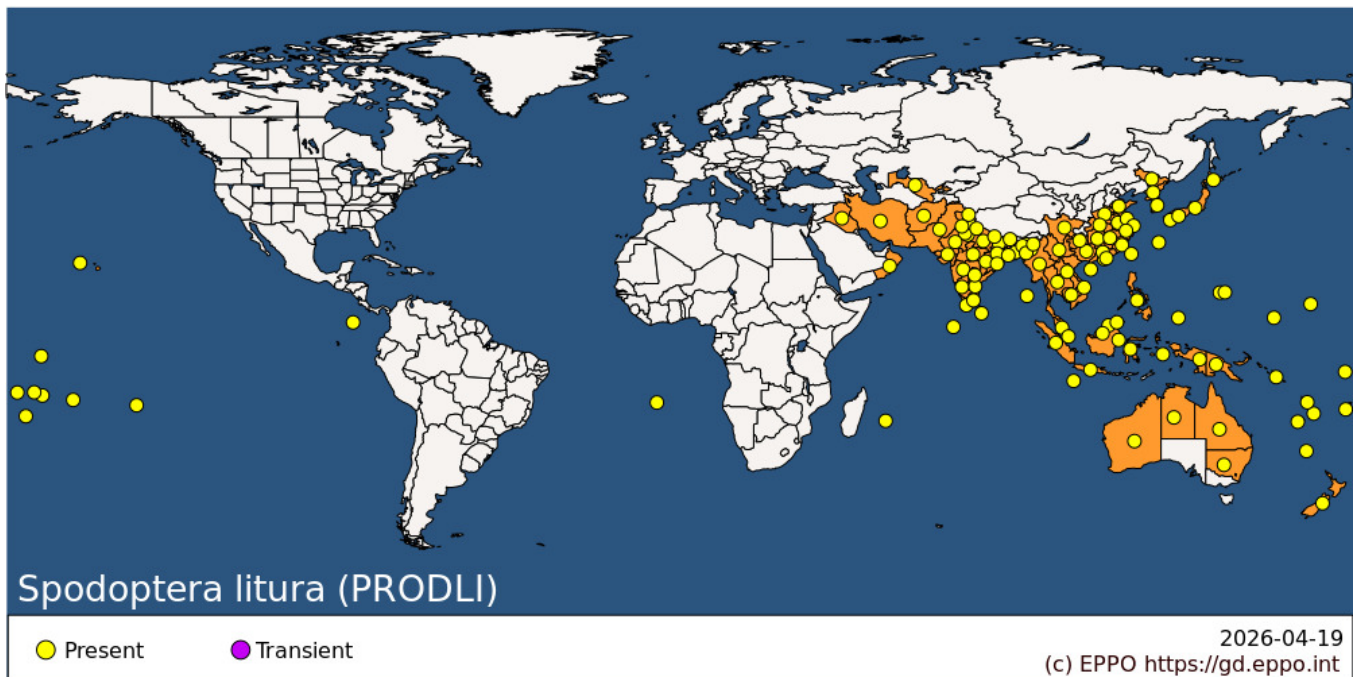 Spodoptera litura (PRODLI)
Present
Transient
2026-04-19
(c) EPPO https://gd.eppo.int